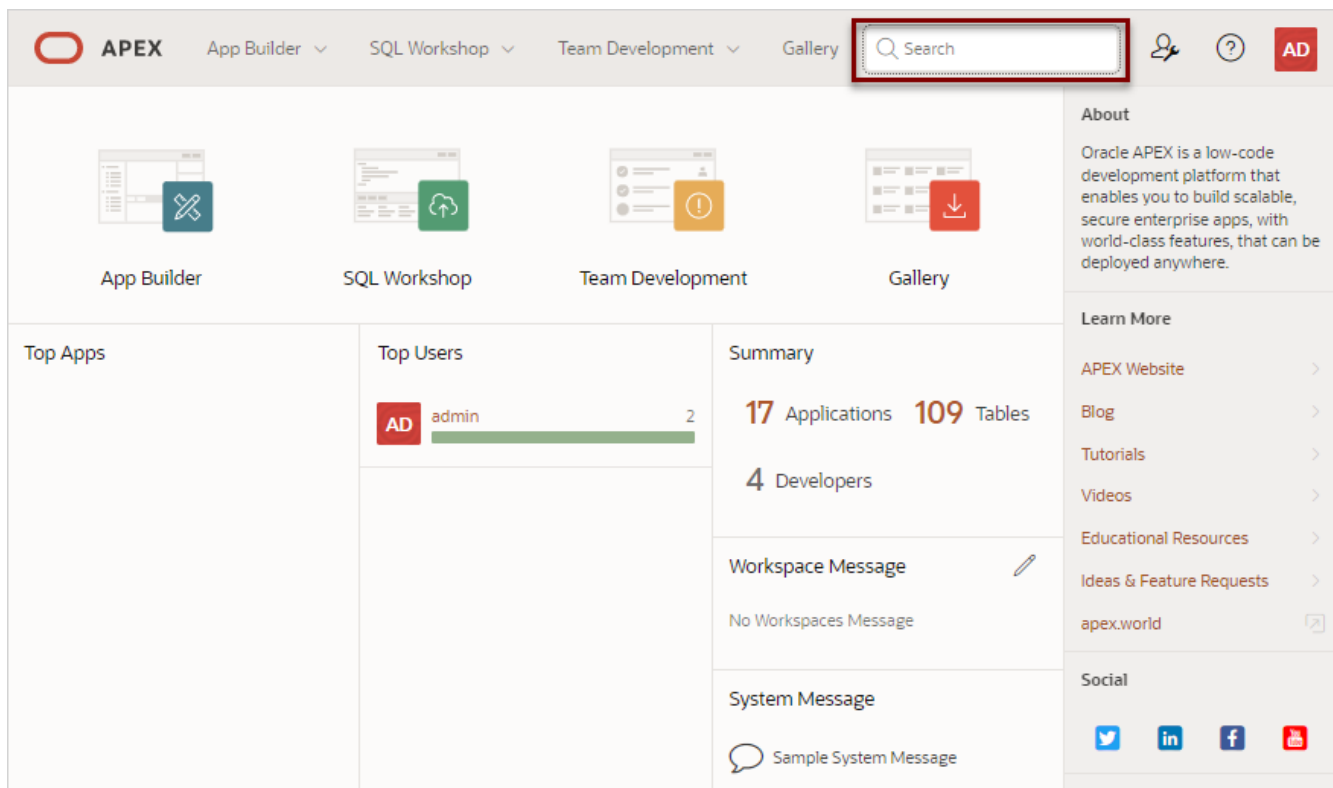 APEX App Builder SQL Workshop Team Development Gallery Search AD
App Builder SQL Workshop Team Development Gallery
Top Apps
Top Users
AD admin 2
Summary
17 Applications 109 Tables
4 Developers
Workspace Message
No Workspaces Message
System Message
Sample System Message
About
Oracle APEX is a low-code
development platform that
enables you to build scalable,
secure enterprise apps, with
world-class features, that can be
deployed anywhere.
Learn More
APEX Website
Blog
Tutorials
Videos
Educational Resources
Ideas & Feature Requests
apex.world
Social